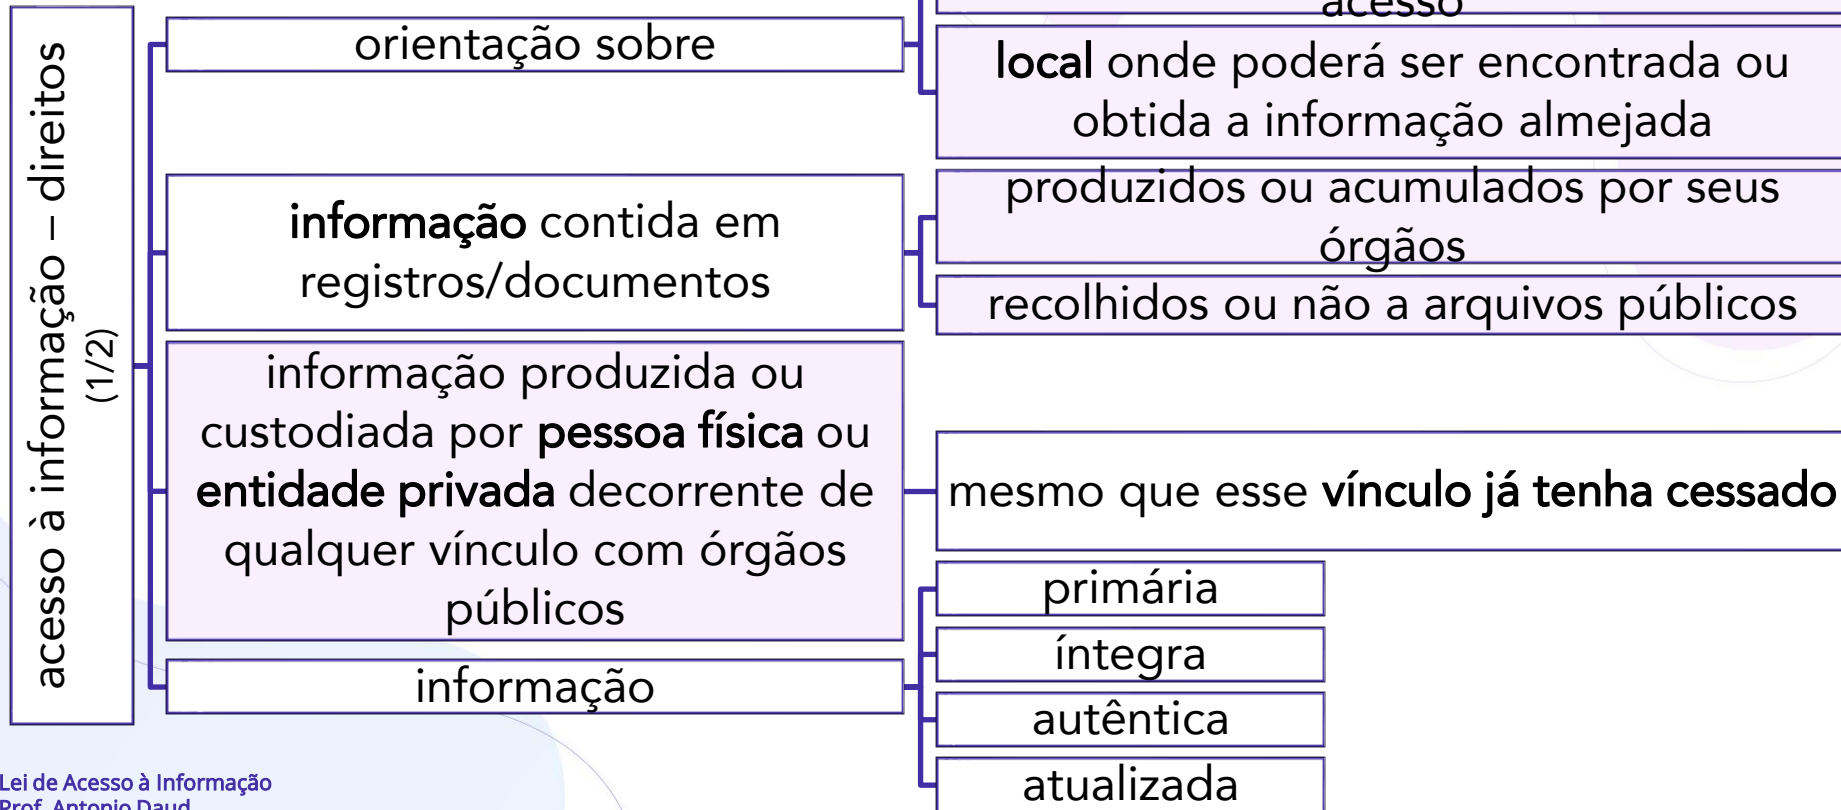 acesso à informação – direitos
(1/2)
orientação sobre
acesso
local onde poderá ser encontrada ou
obtida a informação almejada
informação contida em
registros/documentos
produzidos ou acumulados por seus
órgãos
recolhidos ou não a arquivos públicos
informação produzida ou
custodiada por pessoa física ou
entidade privada decorrente de
qualquer vínculo com órgãos
públicos
mesmo que esse vínculo já tenha cessado
informação
primária
íntegra
autêntica
atualizada
Lei de Acesso à Informação
Prof. Antonio Daud